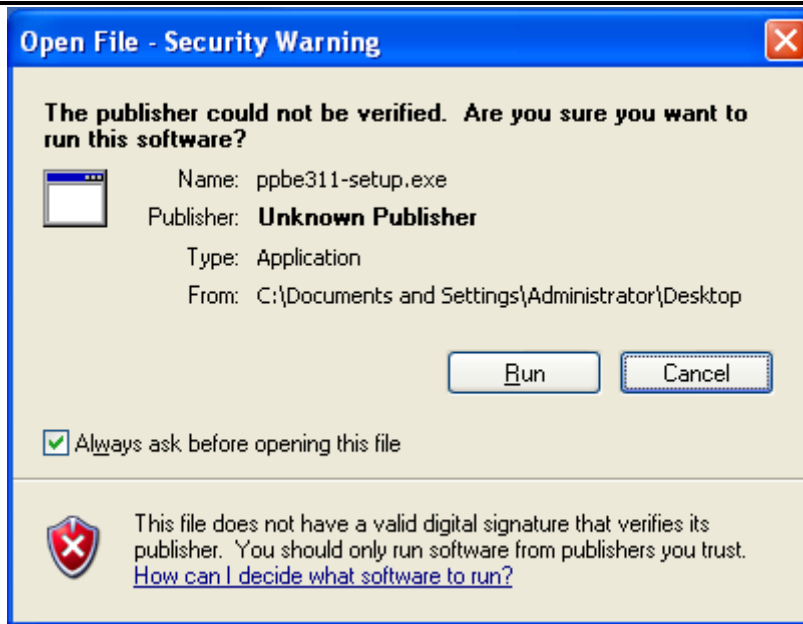 Open File - Security Warning
The publisher could not be verified.  Are you sure you want to
run this software?
Name: ppbe311-setup.exe
Publisher: Unknown Publisher
Type: Application
From: C:\Documents and Settings\Administrator\Desktop
Run Cancel
Always ask before opening this file
This file does not have a valid digital signature that verifies its
publisher.  You should only run software from publishers you trust.
How can I decide what software to run?